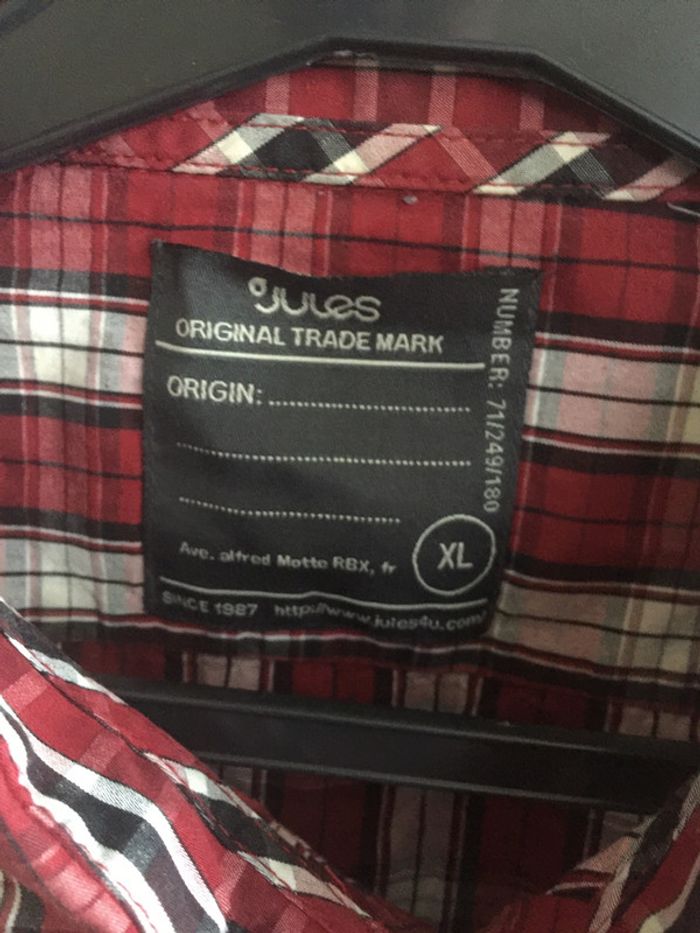 Jules
ORIGINAL TRADE MARK
ORIGIN:
Ave. alfred Motte RBX, fr
XL
SINCE 1987 http://www.jules4u.com/
NUMBER: 71/249/180